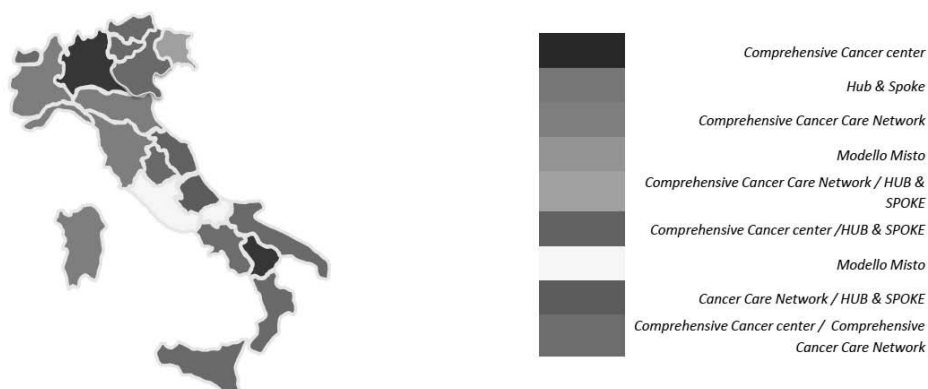 Comprehensive Cancer center
Hub & Spoke
Comprehensive Cancer Care Network
Modello Misto
Comprehensive Cancer Care Network / HUB &
SPOKE
Comprehensive Cancer center /HUB & SPOKE
Modello Misto
Cancer Care Network / HUB & SPOKE
Comprehensive Cancer center / Comprehensive
Cancer Care Network